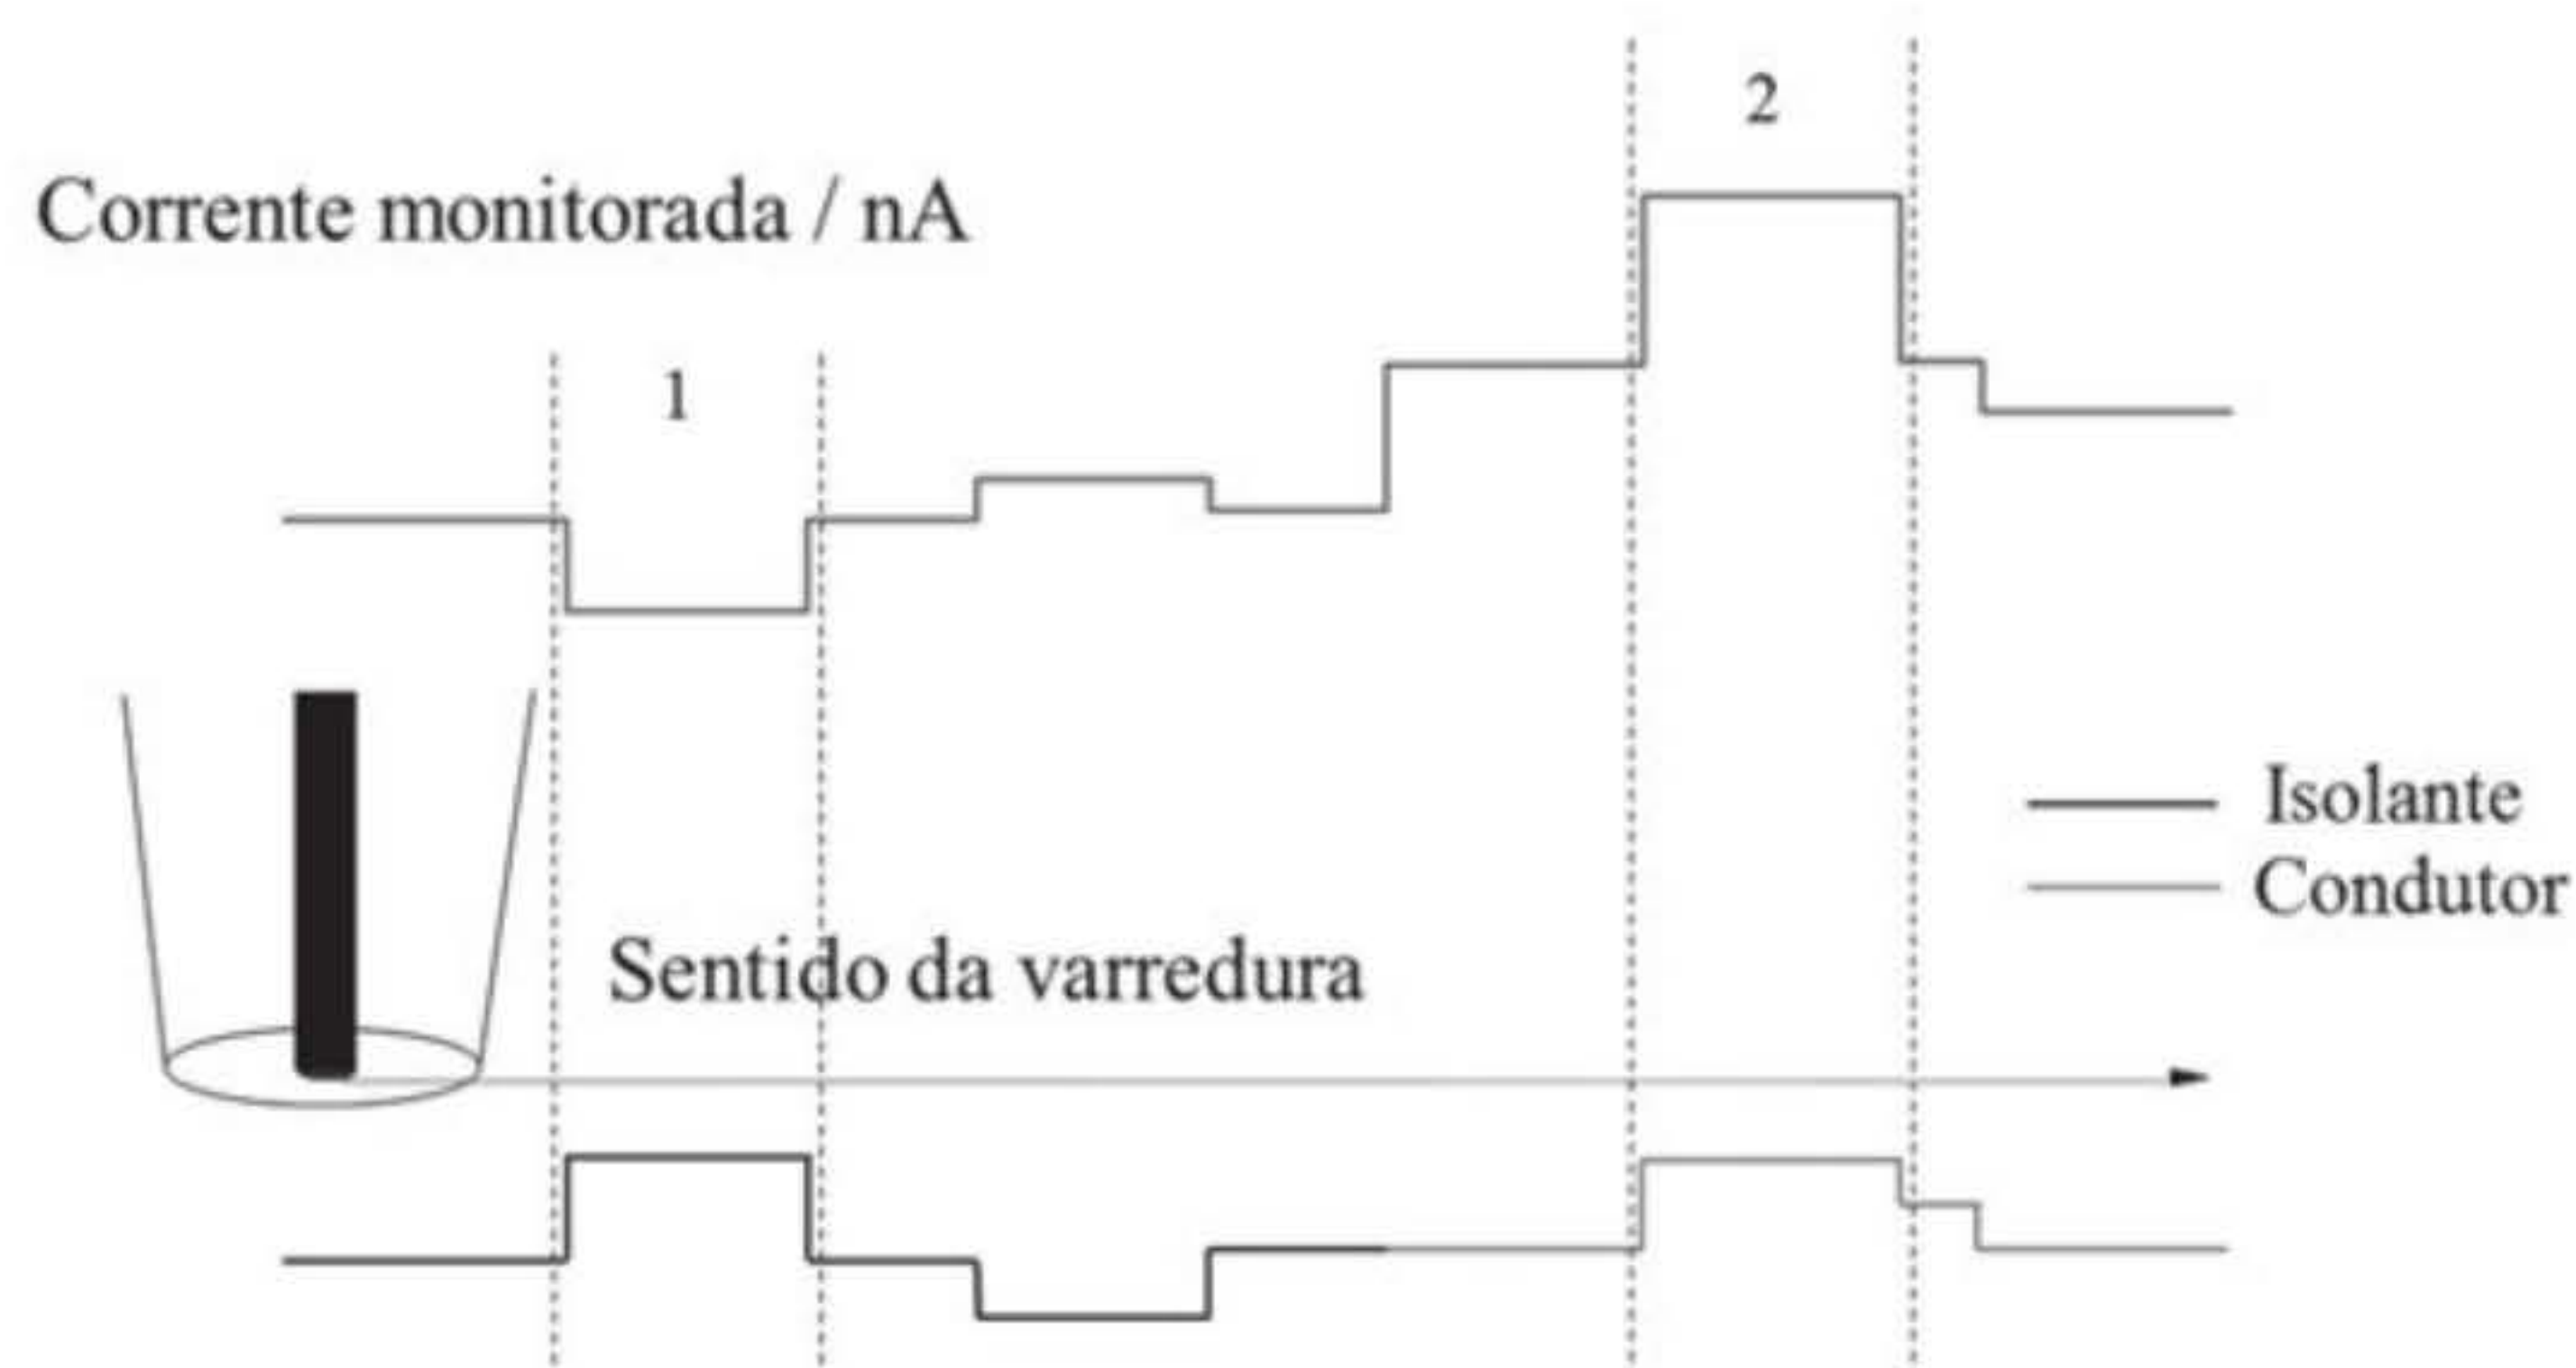 2
Corrente monitorada / nA
1
Isolante
Condutor
Sentido da varredura